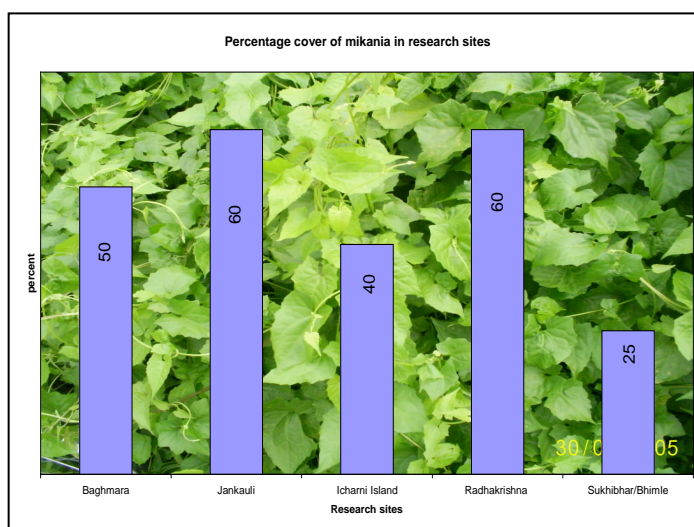 Percentage cover of mikania in research sites
percent
50
60
40
60
25
Baghmara
Jankauli
Icharni Island
Radhakrishna
Sukhibhar/Bhimle
Research sites